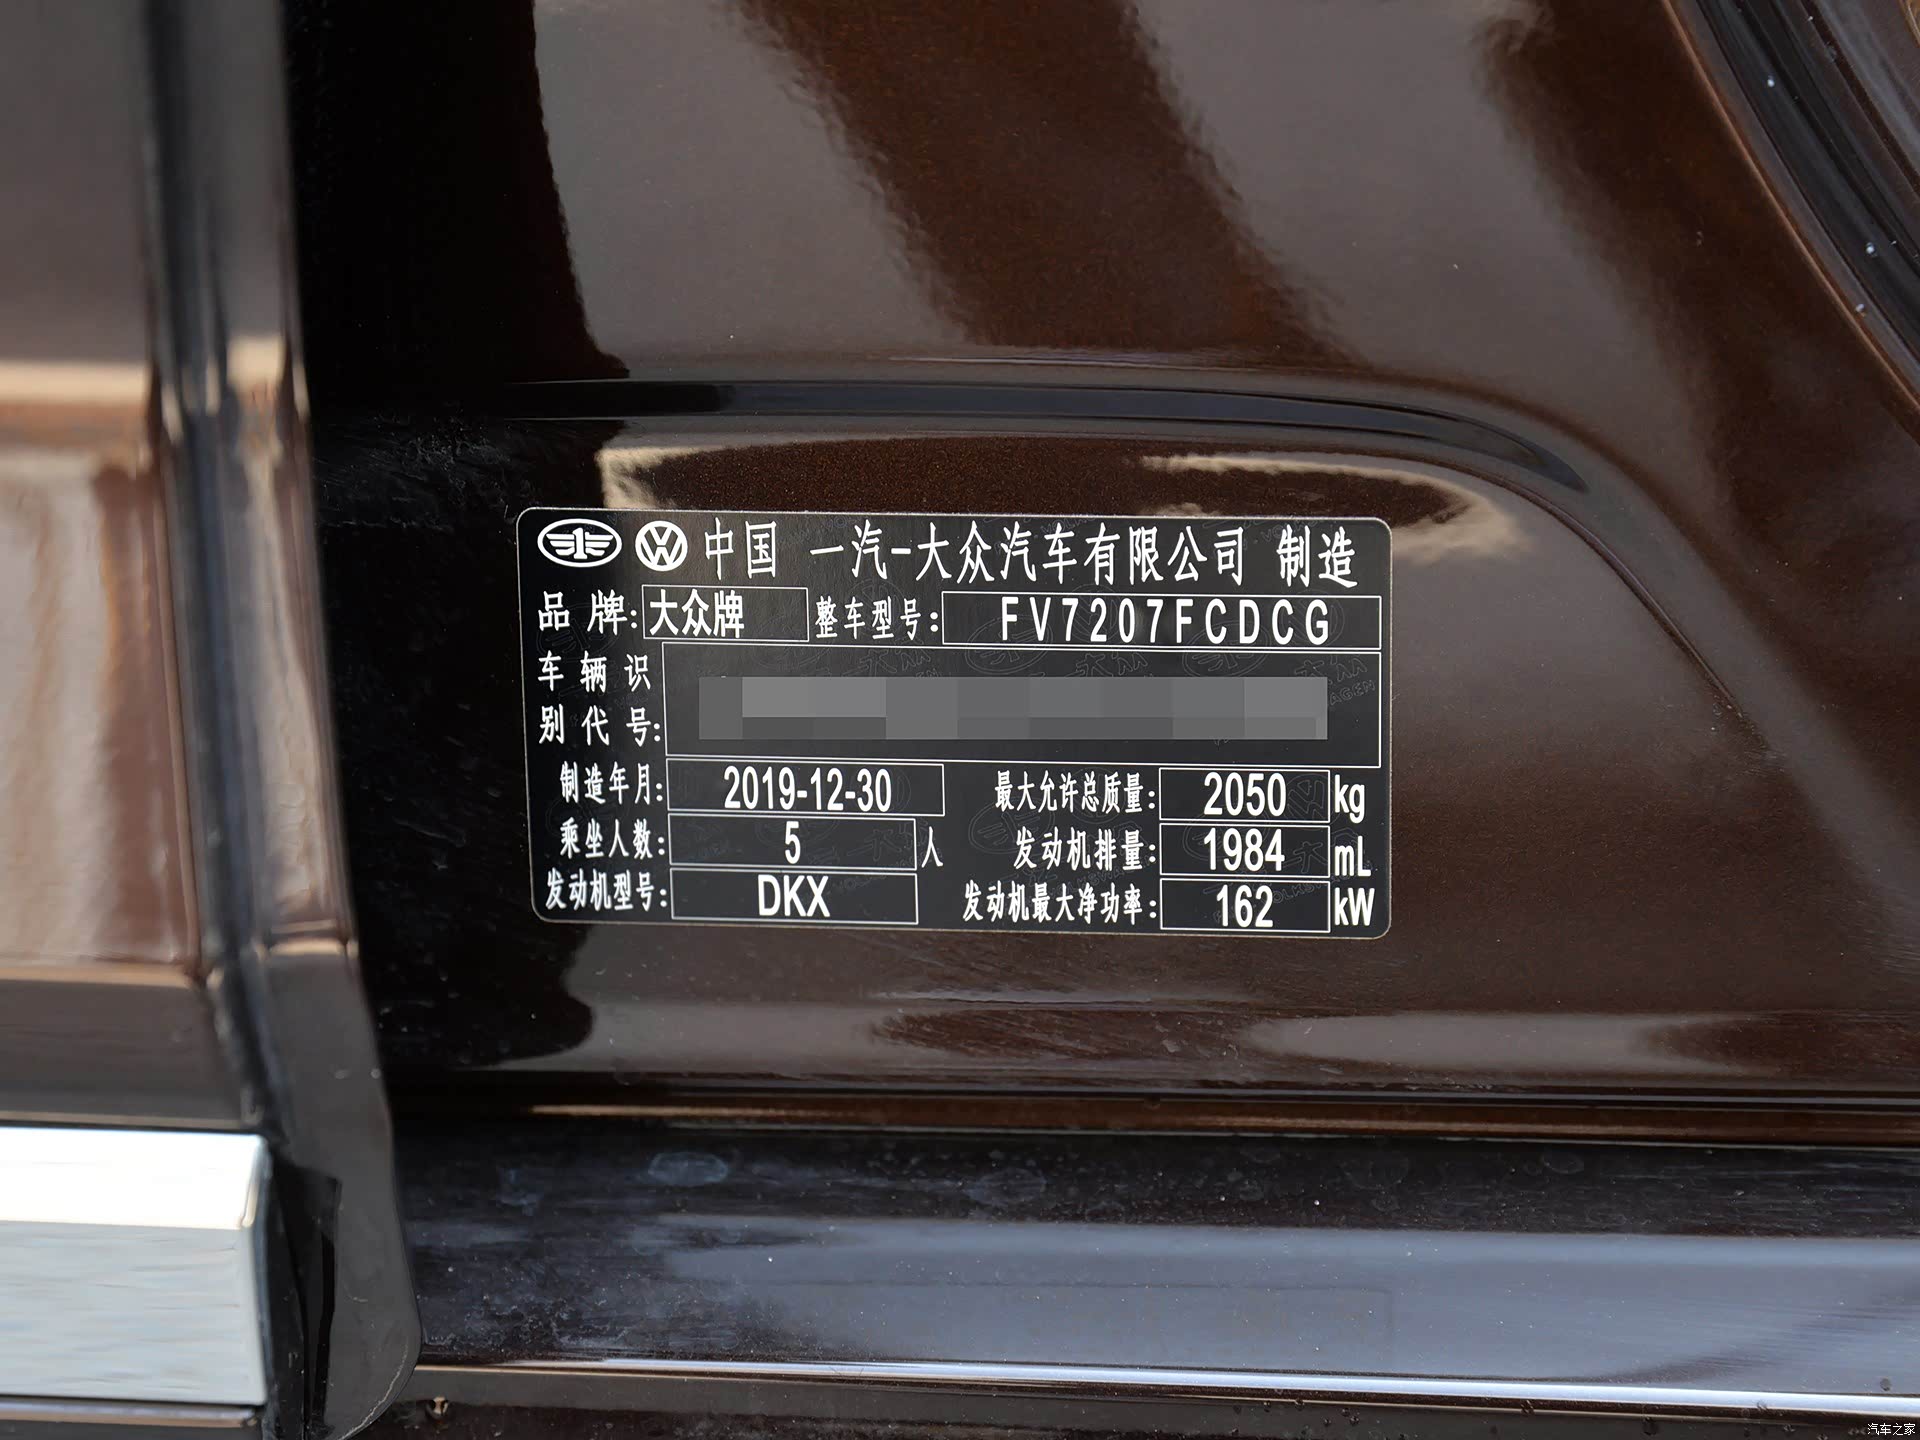 中国 一汽-大众汽车有限公司 制造
品牌: 大众牌 整车型号: FV7207FCDCG
车辆识
别代号:
制造年月: 2019-12-30 最大允许总质量: 2050 kg
乘坐人数: 5 人 发动机排量: 1984 mL
发动机型号: DKX 发动机最大净功率: 162 kW
汽车之家